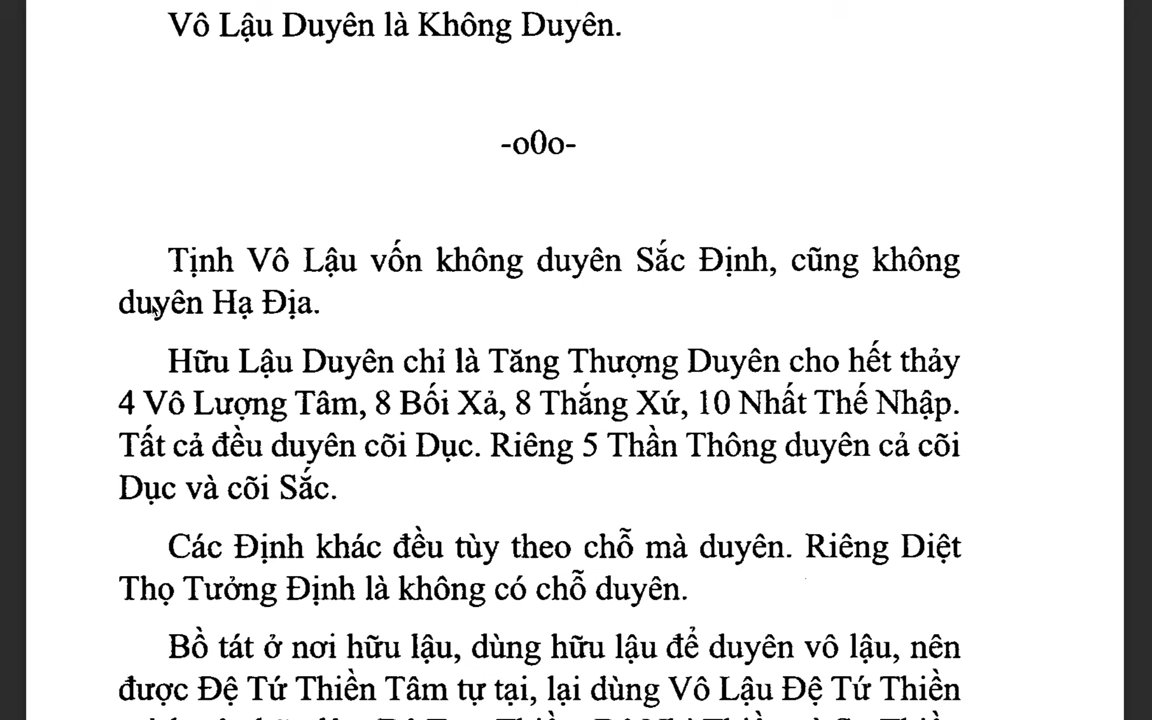 Vô Lậu Duyên là Không Duyên.
-o0o-
Tịnh Vô Lậu vốn không duyên Sắc Định, cũng không
duyên Hạ Địa.
Hữu Lậu Duyên chỉ là Tăng Thượng Duyên cho hết thảy
4 Vô Lượng Tâm, 8 Bối Xả, 8 Thắng Xứ, 10 Nhất Thế Nhập.
Tất cả đều duyên cõi Dục. Riêng 5 Thần Thông duyên cả cõi
Dục và cõi Sắc.
Các Định khác đều tùy theo chỗ mà duyên. Riêng Diệt
Thọ Tưởng Định là không có chỗ duyên.
Bồ tát ở nơi hữu lậu, dùng hữu lậu để duyên vô lậu, nên
được Đệ Tứ Thiền Tâm tự tại, lại dùng Vô Lậu Đệ Tứ Thiền